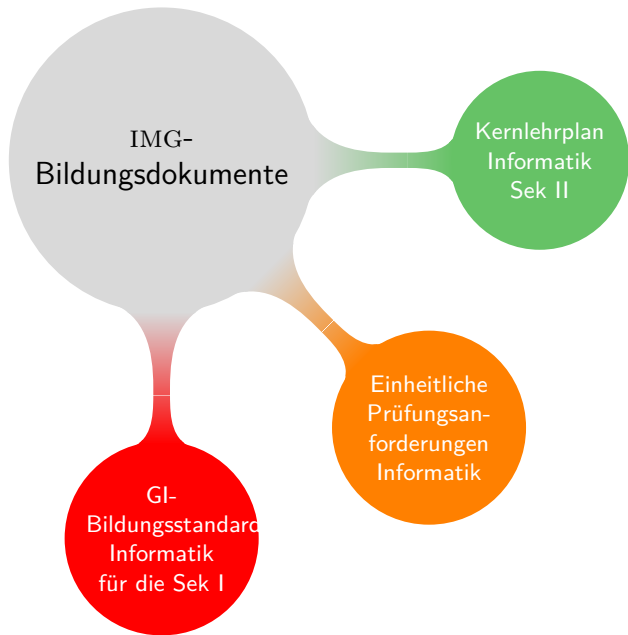 IMG-
Bildungsdokumente
Kernlehrplan
Informatik
Sek II
Einheitliche
Prüfungsan-
forderungen
Informatik
GI-
Bildungsstandard
Informatik
für die Sek I